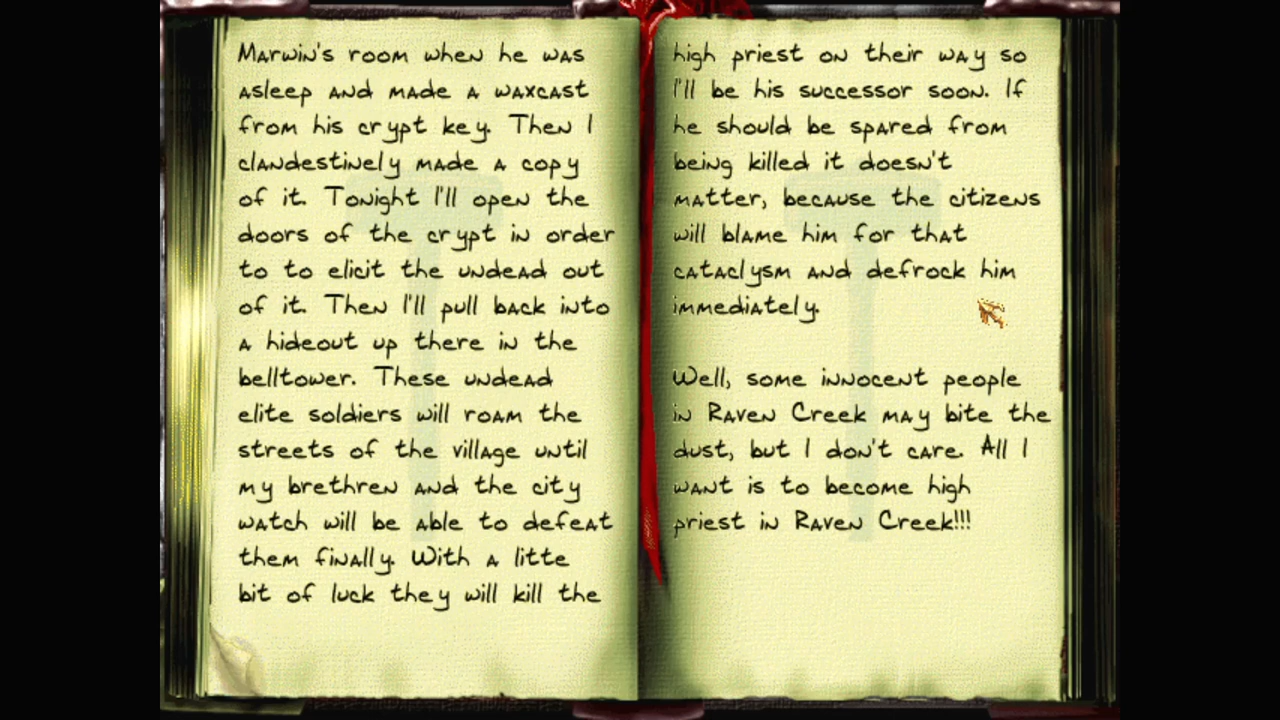 Marwin's room when he was
asleep and made a waxcast
from his crypt key. Then I
clandestinely made a copy
of it. Tonight I'll open the
doors of the crypt in order
to to elicit the undead out
of it. Then I'll pull back into
a hideout up there in the
belltower. These undead
elite soldiers will roam the
streets of the village until
my brethren and the city
watch will be able to defeat
them finally. With a litte
bit of luck they will kill the
high priest on their way so
I'll be his successor soon. If
he should be spared from
being killed it doesn't
matter, because the citizens
will blame him for that
cataclysm and defrock him
immediately.
Well, some innocent people
in Raven Creek may bite the
dust, but I don't care. All I
want is to become high
priest in Raven Creek!!!